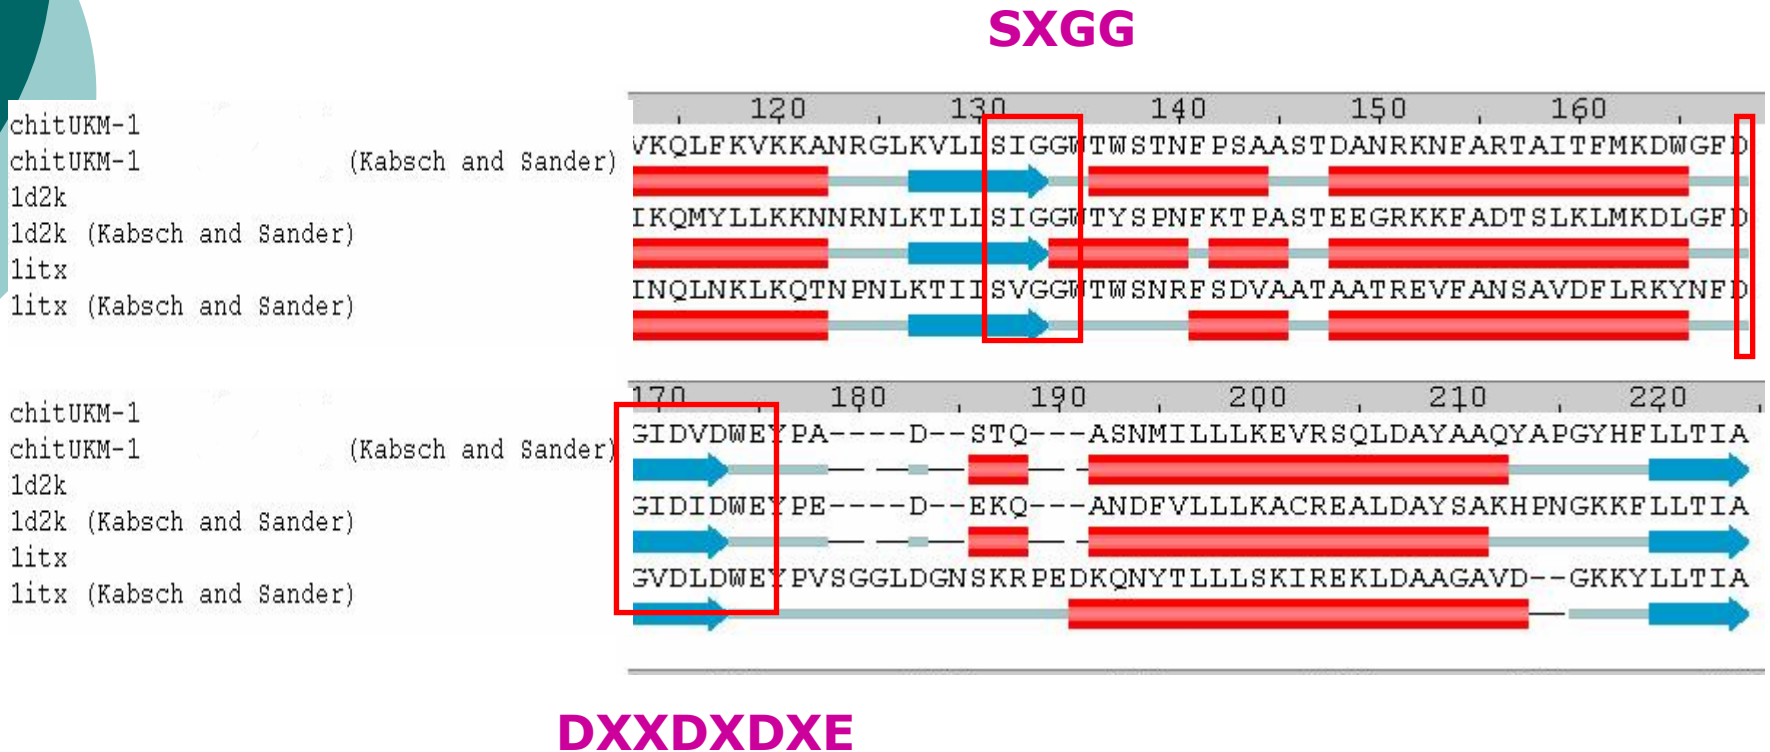 SXGG
120 130 140 150 160
chitUKM-1 VKQLFKVKKANRGLKVLLSIGGWTWSTNFPSAASTDANRKNFARTAITFMKDWGFD
chitUKM-1 (Kabsch and Sander)
1d2k IKQMYLLKKNNRNLKTLLSIGGWTYSPNFKTPASTEEGRKKFADTSLKLMKDLGFD
1d2k (Kabsch and Sander)
1itx INQLNKLKQTNPNLKTIISVGGWTWSNRFSDVAATAATREVFANSAVDFLRKYNFD
1itx (Kabsch and Sander)
170 180 190 200 210 220
chitUKM-1 GIDVDWEYPA----D--STQ---ASNMILLLKEVRSQLDAYAAQYAPGYHFLLTIA
chitUKM-1 (Kabsch and Sander)
1d2k GIDIDWEYPE----D--EKQ---ANDFVLLLKACREALDAYSAKHPNGKKFLLTIA
1d2k (Kabsch and Sander)
1itx GVDLDWEYPVSGGLDGNSKRPEDKQNYTLLLSKIREKLDAAGAVD--GKKYLLTIA
1itx (Kabsch and Sander)
DXXDXDXE